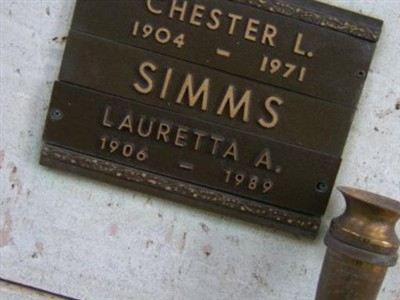 CHESTER L.
1904 – 1971
SIMMS
LAURETTA A.
1906 – 1989